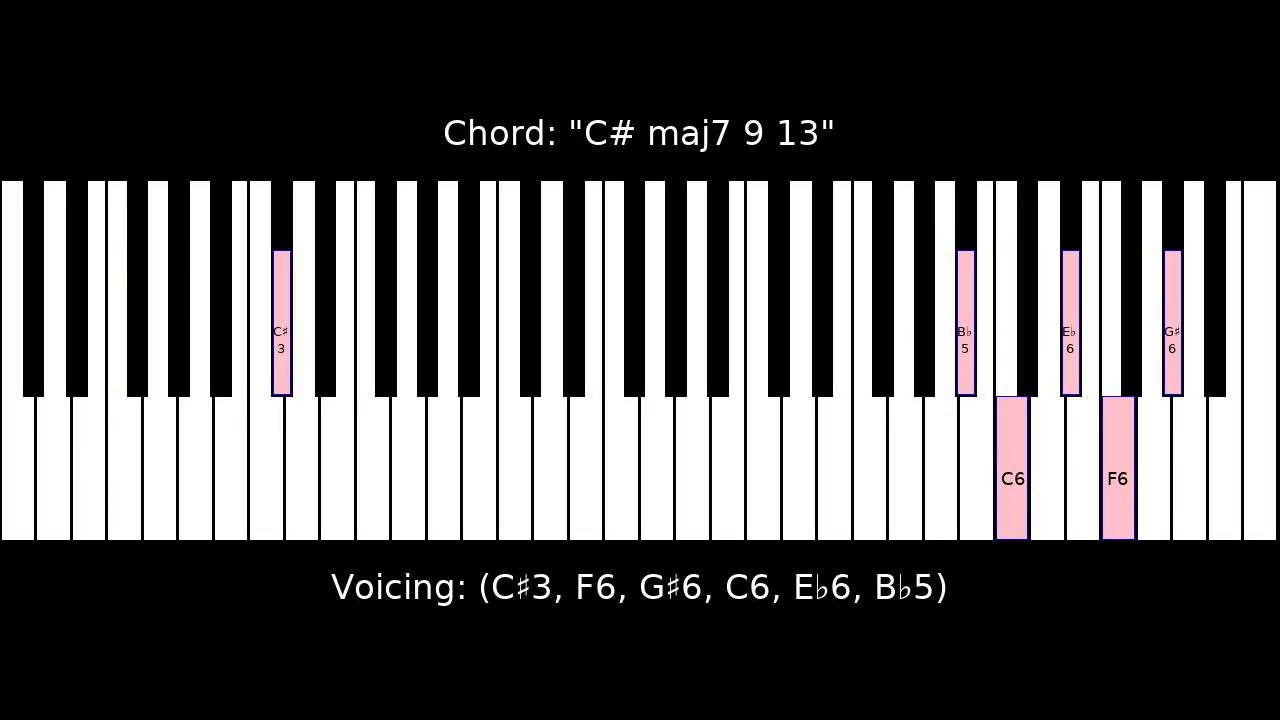 Chord: "C# maj7 9 13"
C♯
3
B♭
5
E♭
6
G♯
6
C6
F6
Voicing: (C♯3, F6, G♯6, C6, E♭6, B♭5)